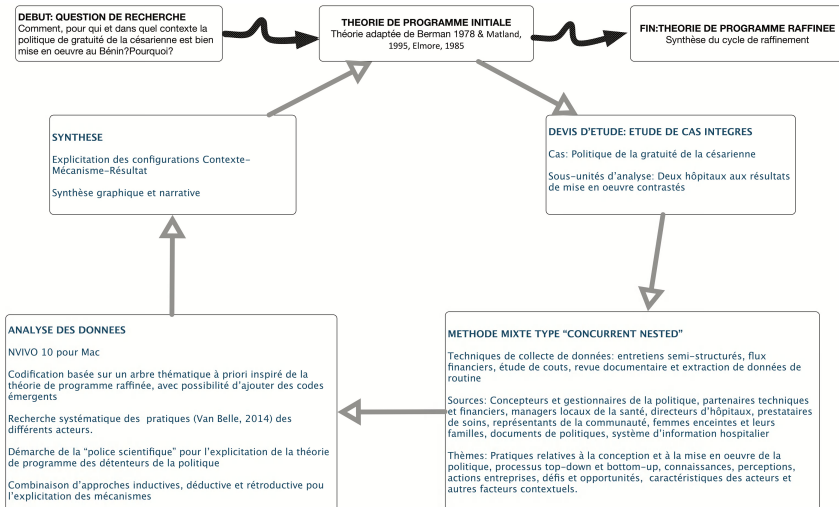 DEBUT: QUESTION DE RECHERCHE
Comment, pour qui et dans quel contexte la
politique de gratuité de la césarienne est bien
mise en oeuvre au Bénin?Pourquoi?
THEORIE DE PROGRAMME INITIALE
Théorie adaptée de Berman 1978 & Matland,
1995, Elmore, 1985
FIN:THEORIE DE PROGRAMME RAFFINEE
Synthèse du cycle de raffinement
SYNTHESE
Explicitation des configurations Contexte-
Mécanisme-Résultat
Synthèse graphique et narrative
DEVIS D'ETUDE: ETUDE DE CAS INTEGRES
Cas: Politique de la gratuité de la césarienne
Sous-unités d'analyse: Deux hôpitaux aux résultats
de mise en oeuvre contrastés
ANALYSE DES DONNEES
NVIVO 10 pour Mac
Codification basée sur un arbre thématique à priori inspiré de la
théorie de programme raffinée, avec possibilité d'ajouter des codes
émergents
Recherche systématique des pratiques (Van Belle, 2014) des
différents acteurs.
Démarche de la "police scientifique" pour l'explicitation de la théorie
de programme des détenteurs de la politique
Combinaison d'approches inductives, déductive et rétroductive pou
l'explicitation des mécanismes
METHODE MIXTE TYPE "CONCURRENT NESTED"
Techniques de collecte de données: entretiens semi-structurés, flux
financiers, étude de couts, revue documentaire et extraction de données de
routine
Sources: Concepteurs et gestionnaires de la politique, partenaires techniques
et financiers, managers locaux de la santé, directeurs d'hôpitaux, prestataires
de soins, représentants de la communauté, femmes enceintes et leurs
familles, documents de politiques, système d'information hospitalier
Thèmes: Pratiques relatives à la conception et à la mise en oeuvre de la
politique, processus top-down et bottom-up, connaissances, perceptions,
actions entreprises, défis et opportunités, caractéristiques des acteurs et
autres facteurs contextuels.